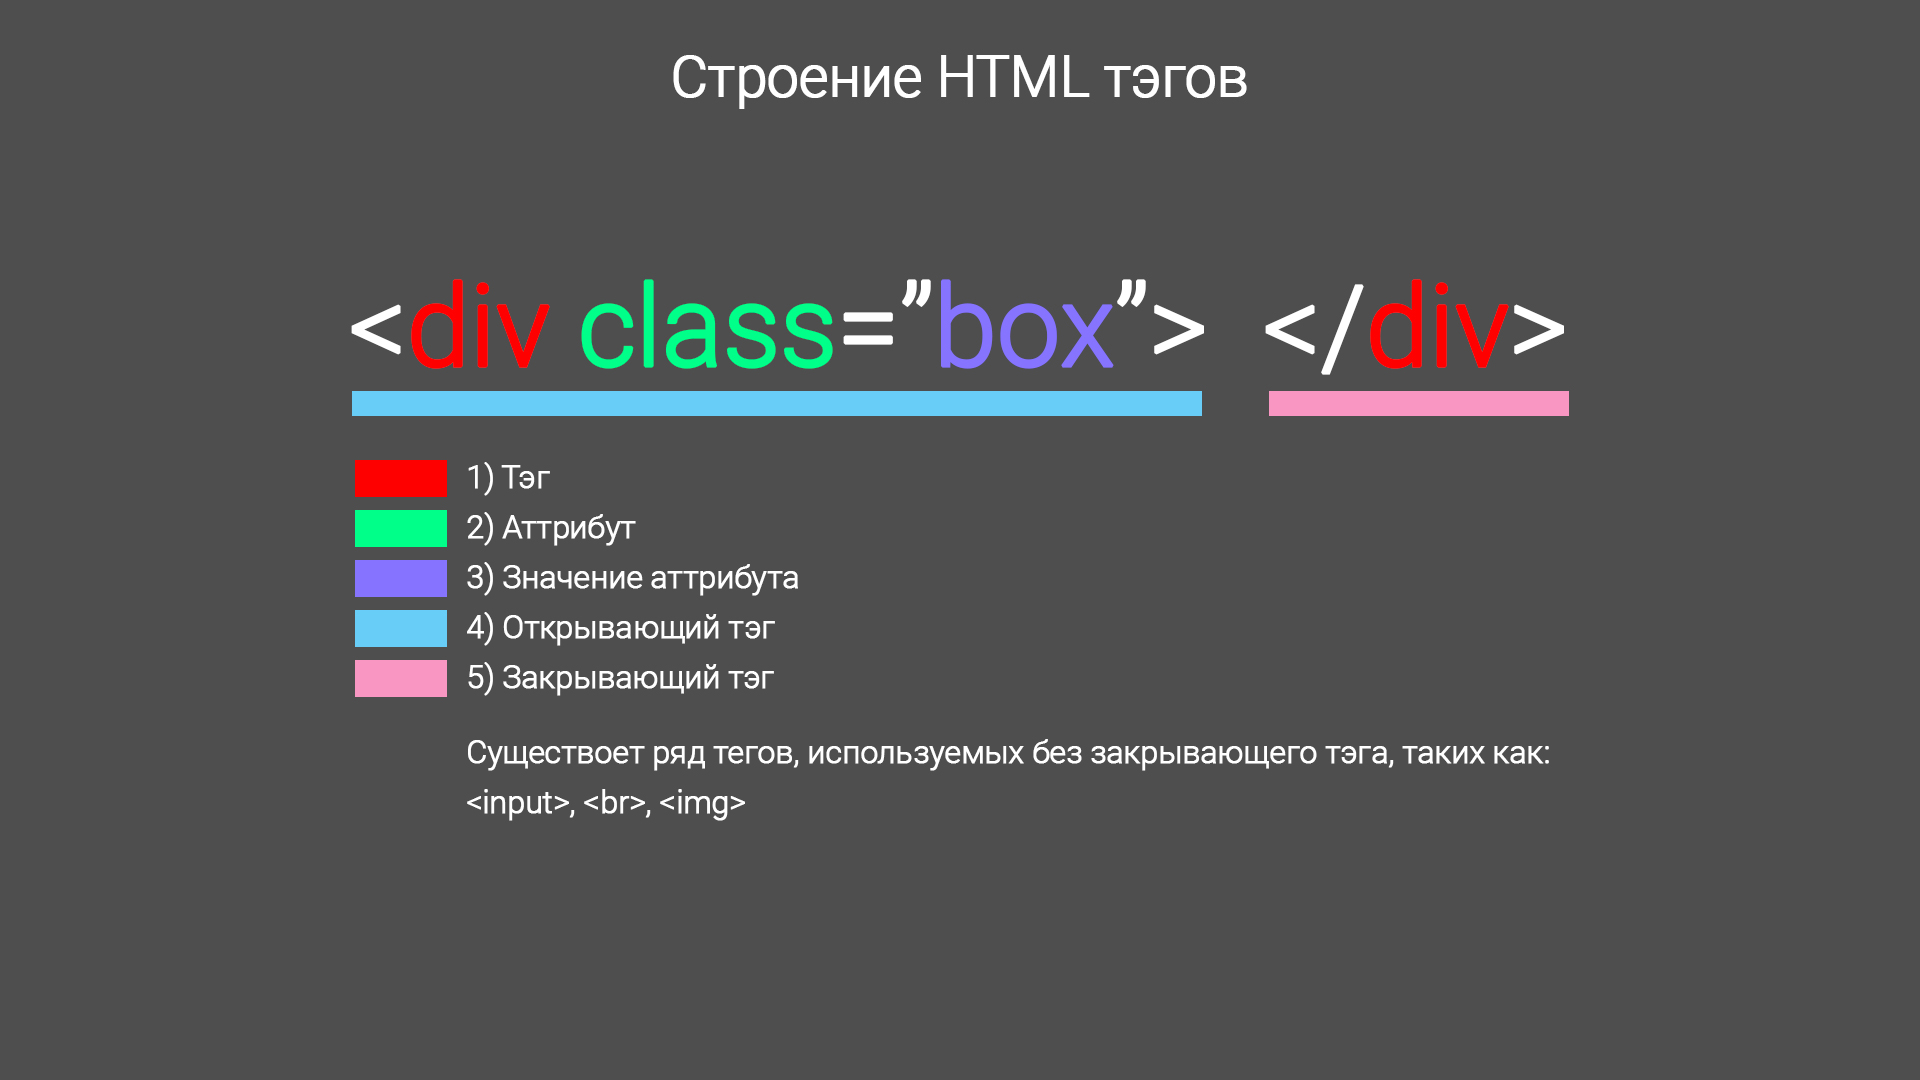 Строение HTML тэгов
<div class=”box”> </div>
1) Тэг
2) Аттрибут
3) Значение аттрибута
4) Открывающий тэг
5) Закрывающий тэг
Существоет ряд тегов, используемых без закрывающего тэга, таких как:
<input>, <br>, <img>